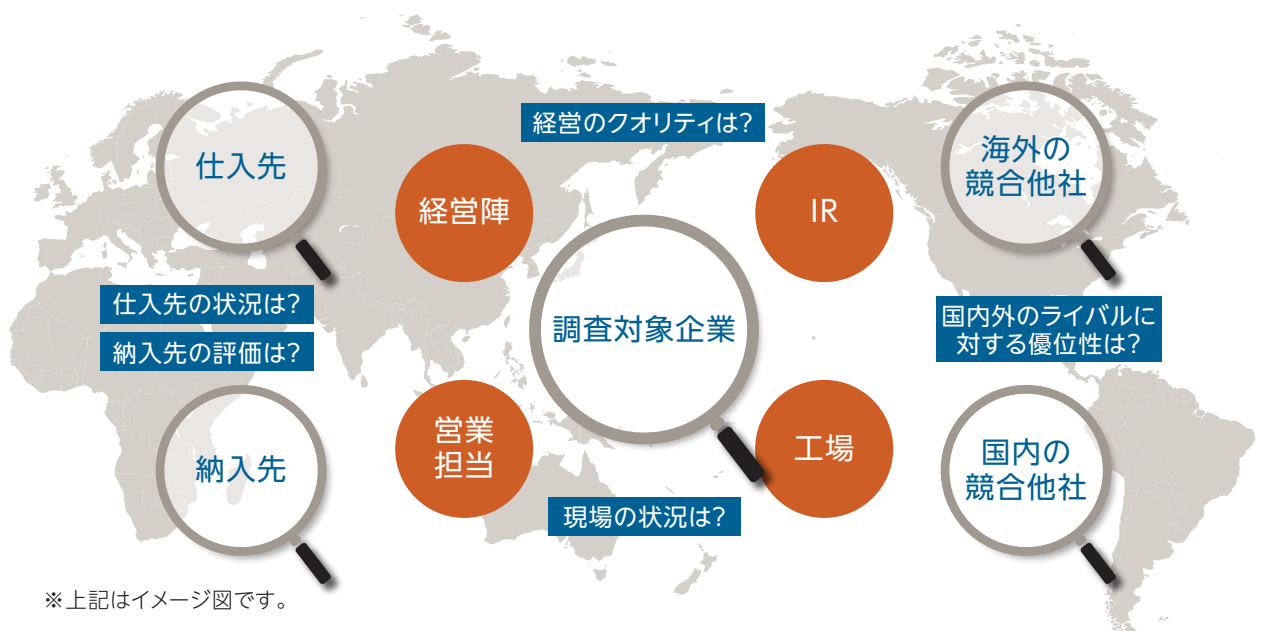 経営のクオリティは?
仕入先
経営陣
IR
海外の
競合他社
調査対象企業
仕入先の状況は?
納入先の評価は?
国内外のライバルに
対する優位性は?
納入先
営業
担当
工場
国内の
競合他社
現場の状況は?
※上記はイメージ図です。